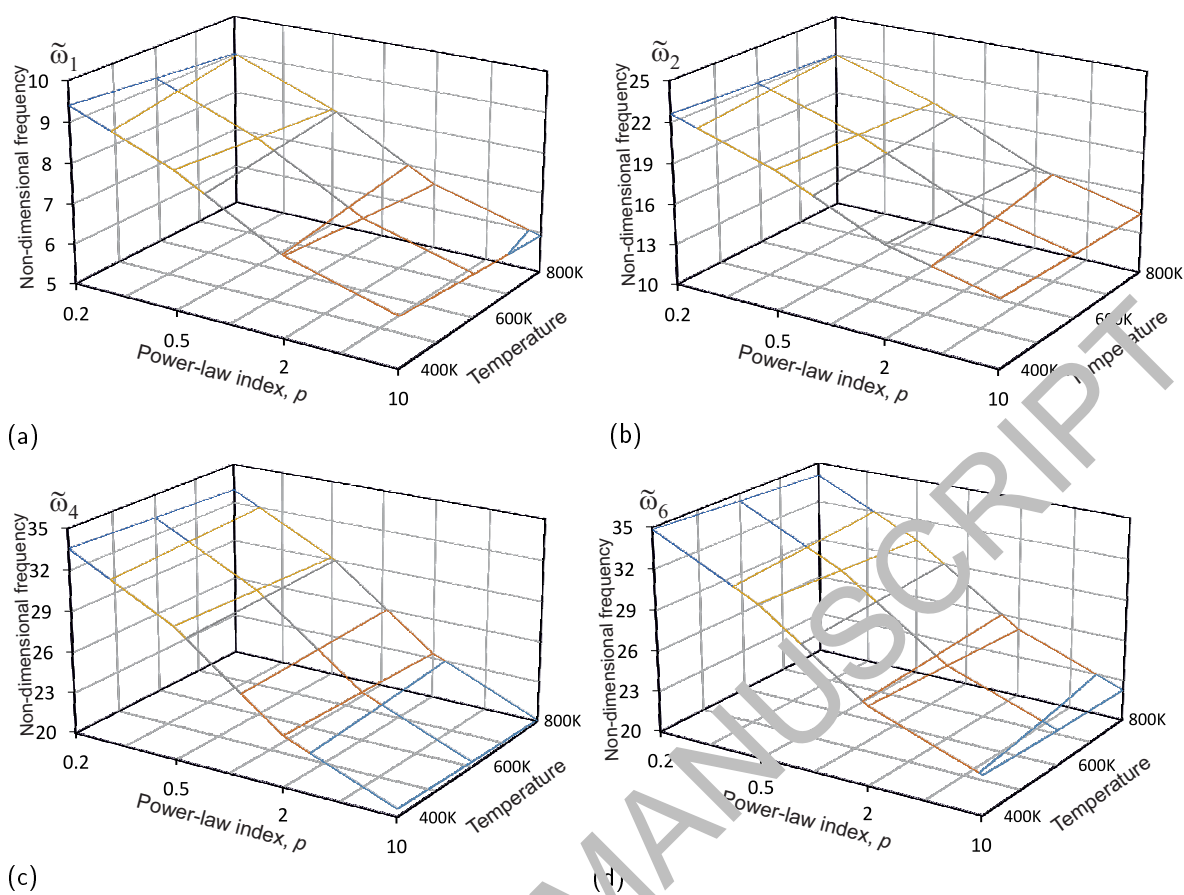 ω̃1
Non-dimensional frequency
10
9
8
7
6
5
0.2
0.5
2
10
Power-law index, p
400K
600K
800K
Temperature
(a)
ω̃2
Non-dimensional frequency
25
22
19
16
13
10
0.2
0.5
2
10
Power-law index, p
400K
600K
800K
Temperature
(b)
ω̃4
Non-dimensional frequency
35
32
29
26
23
20
0.2
0.5
2
10
Power-law index, p
400K
600K
800K
Temperature
(c)
ω̃6
Non-dimensional frequency
35
32
29
26
23
20
0.2
0.5
2
10
Power-law index, p
400K
600K
800K
Temperature
(d)
MANUSCRIPT